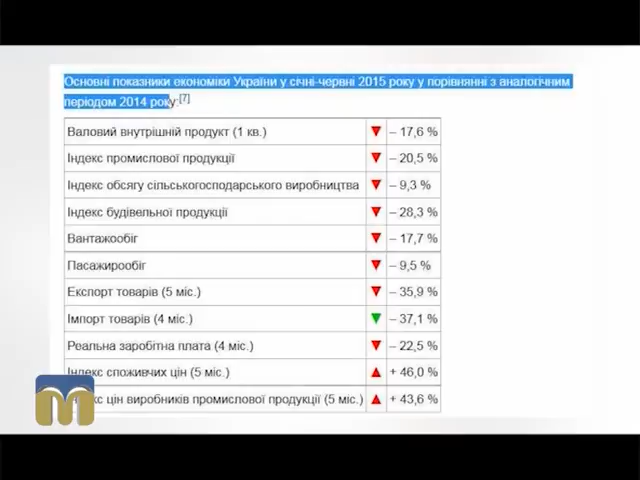 Основні показники економіки України у січні-червні 2015 року у порівнянні з аналогічним
періодом 2014 року:[7]
Валовий внутрішній продукт (1 кв.) ▼ – 17,6 %
Індекс промислової продукції ▼ – 20,5 %
Індекс обсягу сільськогосподарського виробництва ▼ – 9,3 %
Індекс будівельної продукції ▼ – 28,3 %
Вантажообіг ▼ – 17,7 %
Пасажирообіг ▼ – 9,5 %
Експорт товарів (5 міс.) ▼ – 35,9 %
Імпорт товарів (4 міс.) ▼ – 37,1 %
Реальна заробітна плата (4 міс.) ▼ – 22,5 %
Індекс споживчих цін (5 міс.) ▲ + 46,0 %
цін виробників промислової продукції (5 міс.) ▲ + 43,6 %